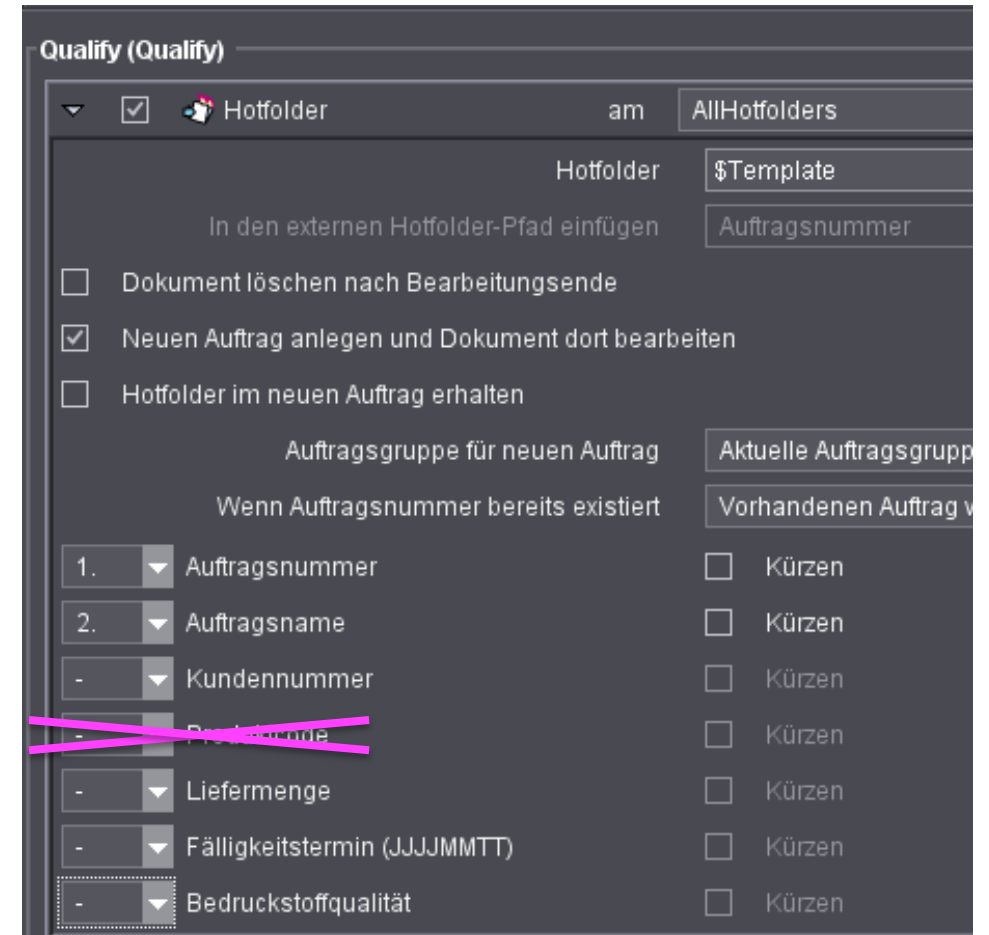 Qualify (Qualify)
Hotfolder am AllHotfolders
Hotfolder $Template
In den externen Hotfolder-Pfad einfügen Auftragsnummer
Dokument löschen nach Bearbeitungsende
Neuen Auftrag anlegen und Dokument dort bearbeiten
Hotfolder im neuen Auftrag erhalten
Auftragsgruppe für neuen Auftrag Aktuelle Auftragsgrupp
Wenn Auftragsnummer bereits existiert Vorhandenen Auftrag v
1. Auftragsnummer Kürzen
2. Auftragsname Kürzen
- Kundennummer Kürzen
- Produktcode Kürzen
- Liefermenge Kürzen
- Fälligkeitstermin (JJJJMMTT) Kürzen
- Bedruckstoffqualität Kürzen